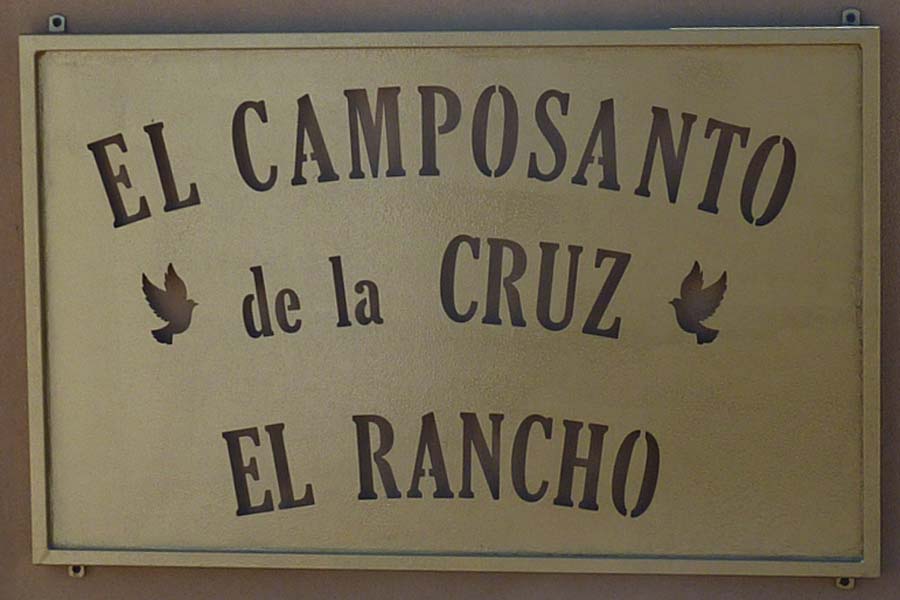 EL CAMPOSANTO
de la CRUZ
EL RANCHO